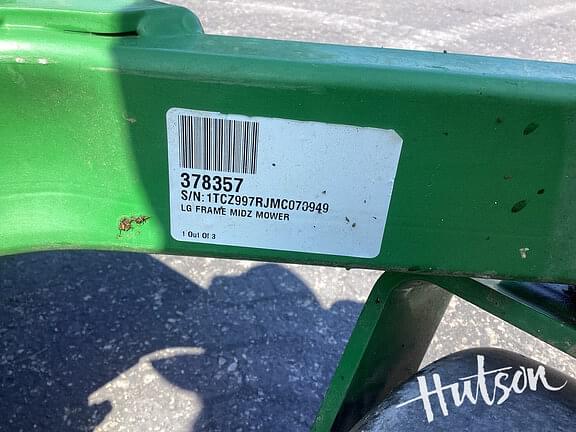 378357
S/N: 1TCZ997RJMC070949
LG FRAME MIDZ MOWER
1 Out Of 3
Hutson